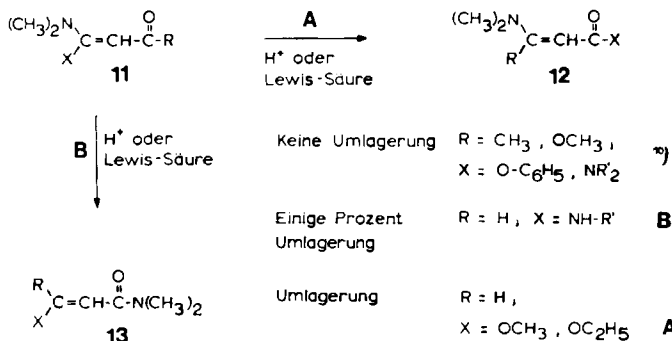 (CH3)2N
C=CH-C-R
O
X
11
A
H+ oder
Lewis-Säure
(CH3)2N
C=CH-C-X
O
R
12
B
H+ oder
Lewis-Säure
Keine Umlagerung
R = CH3 , OCH3 ,
X = O-C6H5 , NR'2
Einige Prozent
Umlagerung
R = H , X = NH-R'
B
R
C=CH-C-N(CH3)2
O
X
13
Umlagerung
R = H ,
X = OCH3 , OC2H5
A